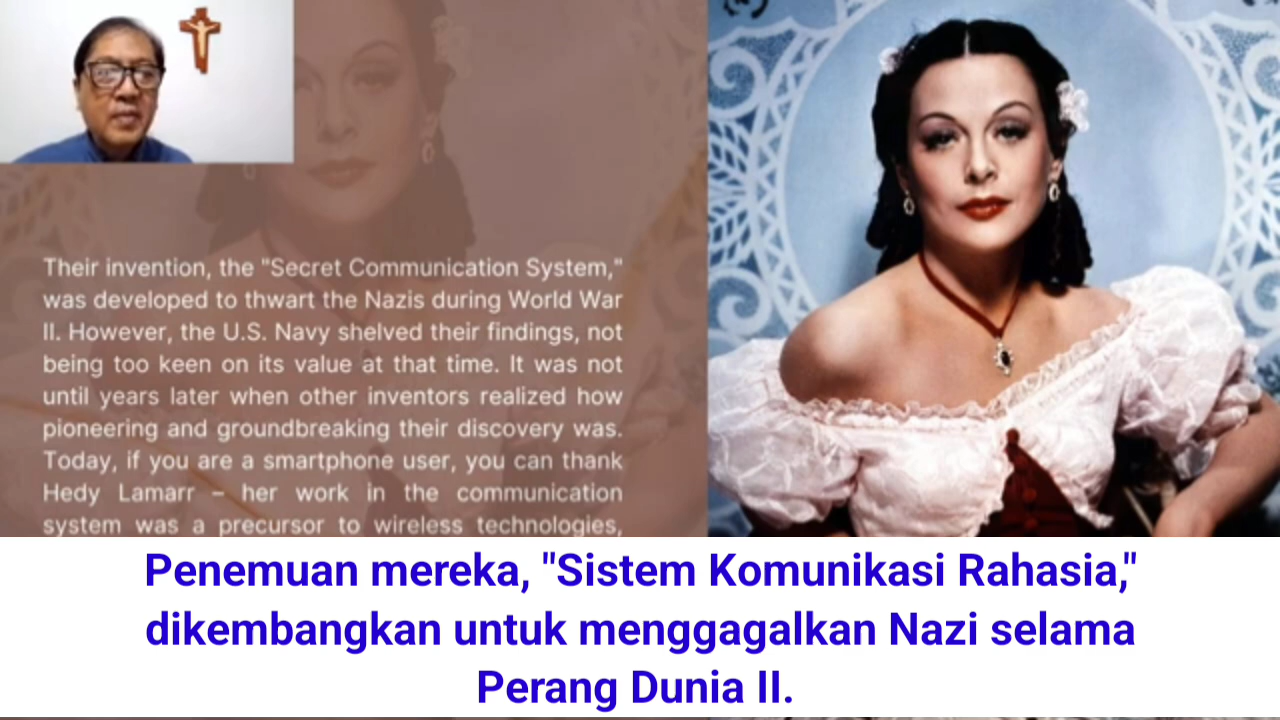 Their invention, the "Secret Communication System,"
was developed to thwart the Nazis during World War
II. However, the U.S. Navy shelved their findings, not
being too keen on its value at that time. It was not
until years later when other inventors realized how
pioneering and groundbreaking their discovery was.
Today, if you are a smartphone user, you can thank
Hedy Lamarr – her work in the communication
system was a precursor to wireless technologies,
Penemuan mereka, "Sistem Komunikasi Rahasia,"
dikembangkan untuk menggagalkan Nazi selama
Perang Dunia II.